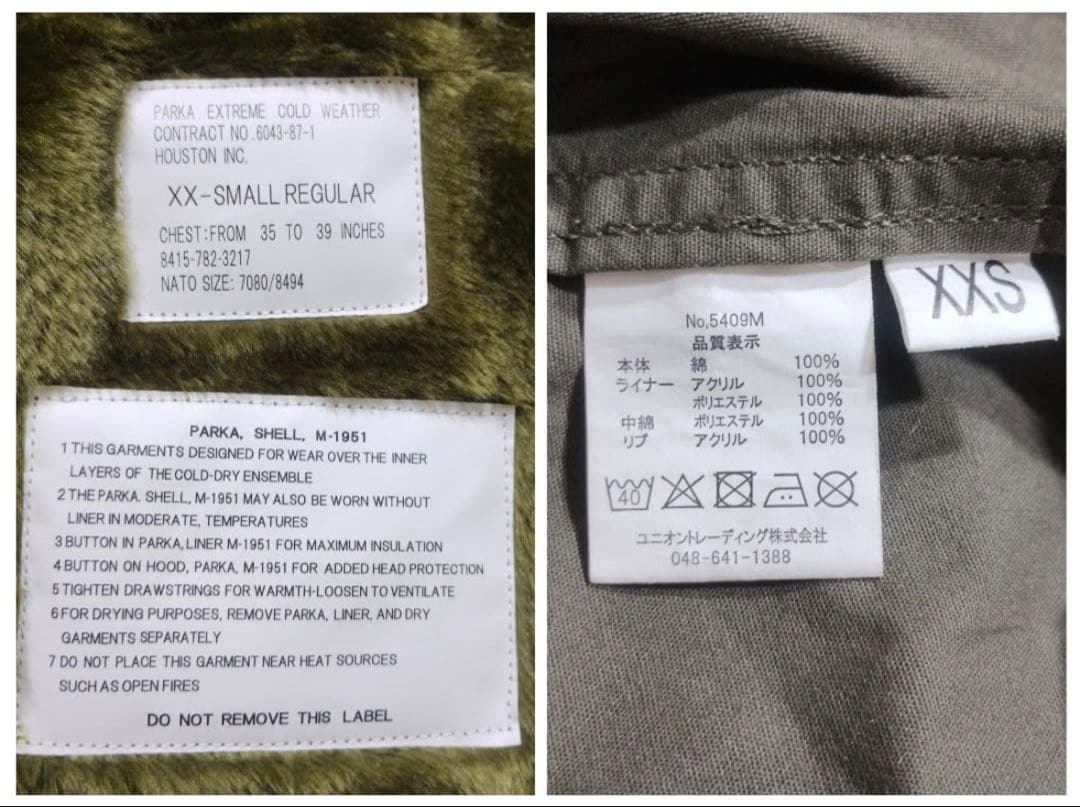 PARKA EXTREME COLD WEATHER
CONTRACT NO.6043-87-1
HOUSTON INC.
XX-SMALL REGULAR
CHEST:FROM 35 TO 39 INCHES
8415-782-3217
NATO SIZE: 7080/8494
PARKA, SHELL, M-1951
1 THIS GARMENTS DESIGNED FOR WEAR OVER THE INNER
LAYERS OF THE COLD-DRY ENSEMBLE
2 THE PARKA. SHELL, M-1951 MAY ALSO BE WORN WITHOUT
LINER IN MODERATE, TEMPERATURES
3 BUTTON IN PARKA, LINER M-1951 FOR MAXIMUM INSULATION
4 BUTTON ON HOOD, PARKA, M-1951 FOR ADDED HEAD PROTECTION
5 TIGHTEN DRAWSTRINGS FOR WARMTH-LOOSEN TO VENTILATE
6 FOR DRYING PURPOSES, REMOVE PARKA, LINER, AND DRY
GARMENTS SEPARATELY
7 DO NOT PLACE THIS GARMENT NEAR HEAT SOURCES
SUCH AS OPEN FIRES
DO NOT REMOVE THIS LABEL
XXS
No,5409M
品質表示
本体 綿 100%
ライナー アクリル 100%
ポリエステル 100%
中綿 ポリエステル 100%
リブ アクリル 100%
40
ユニオントレーディング株式会社
048-641-1388